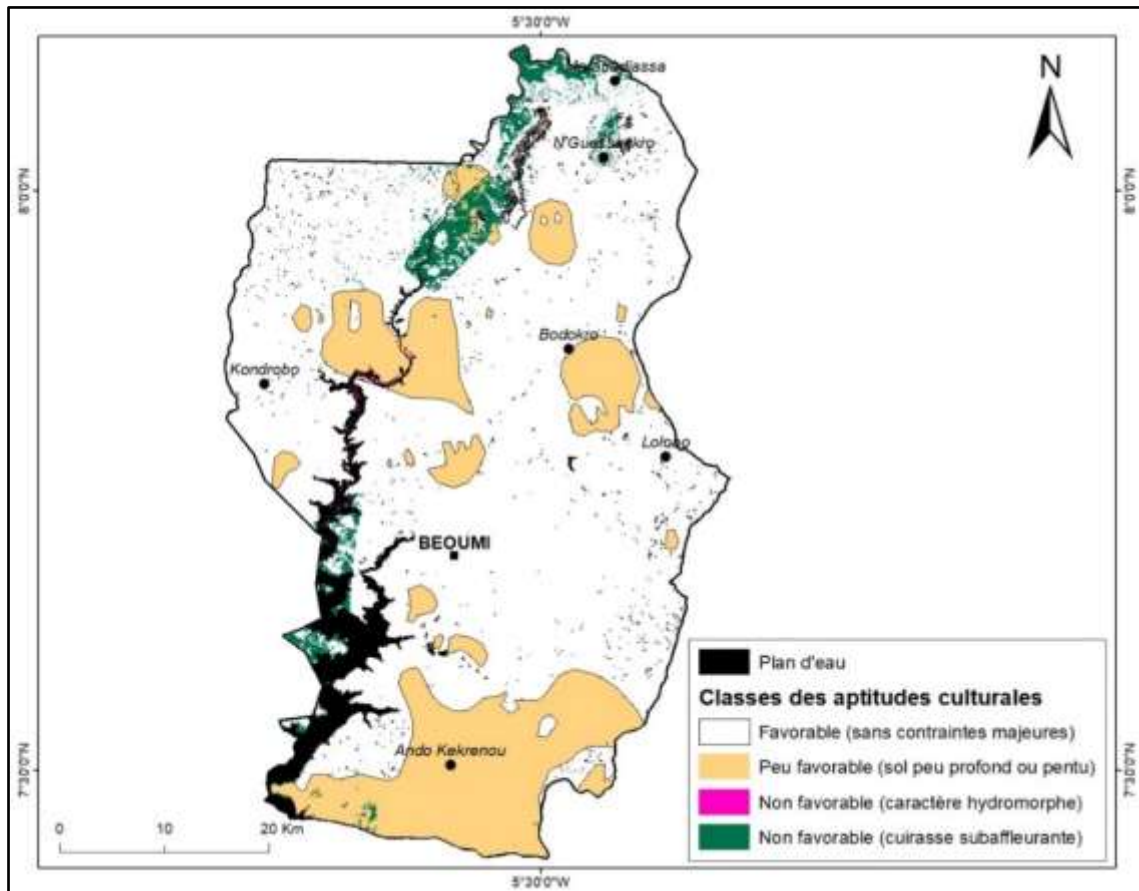 5°30'0"W
N
N'Guessankro
8°0'0"N
8°0'0"N
Bodokro
Kondrobo
Lolobo
BEOUMI
Ando Kekrenou
7°30'0"N
7°30'0"N
0 10 20 Km
Plan d'eau
Classes des aptitudes culturales
Favorable (sans contraintes majeures)
Peu favorable (sol peu profond ou pentu)
Non favorable (caractère hydromorphe)
Non favorable (cuirasse subaffleurante)
5°30'0"W